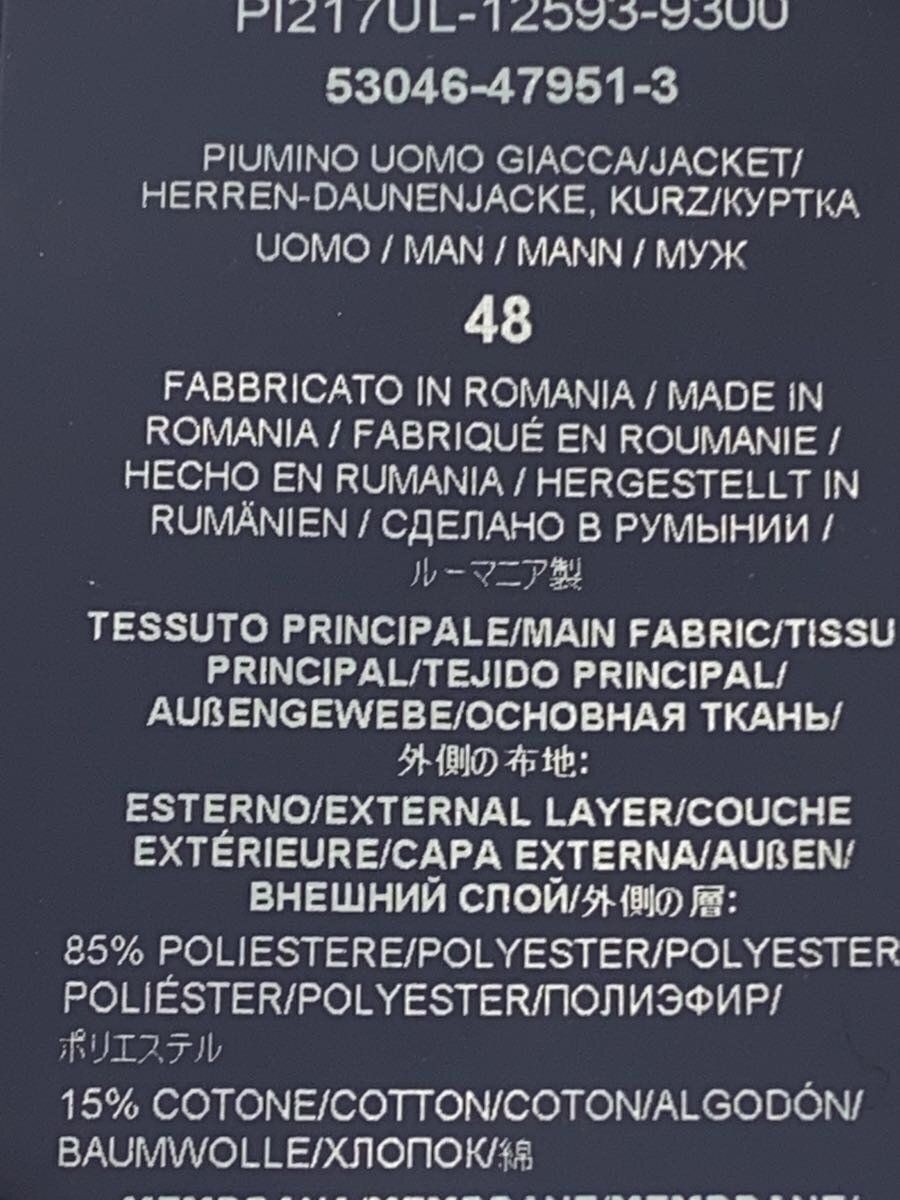 PI217UL-12593-9300
53046-47951-3
PIUMINO UOMO GIACCA/JACKET/
HERREN-DAUNENJACKE, KURZ/КУРТКА
UOMO / MAN / MANN / МУЖ
48
FABBRICATO IN ROMANIA / MADE IN
ROMANIA / FABRIQUÉ EN ROUMANIE /
HECHO EN RUMANIA / HERGESTELLT IN
RUMÄNIEN / СДЕЛАНО В РУМЫНИИ /
ルーマニア製
TESSUTO PRINCIPALE/MAIN FABRIC/TISSU
PRINCIPAL/TEJIDO PRINCIPAL/
AUßENGEWEBE/ОСНОВНАЯ ТКАНЬ/
外側の布地:
ESTERNO/EXTERNAL LAYER/COUCHE
EXTÉRIEURE/CAPA EXTERNA/AUßEN/
ВНЕШНИЙ СЛОЙ/外側の層:
85% POLIESTERE/POLYESTER/POLYESTER
POLIÉSTER/POLYESTER/ПОЛИЭФИР/
ポリエステル
15% COTONE/COTTON/COTON/ALGODÓN/
BAUMWOLLE/ХЛОПОК/綿